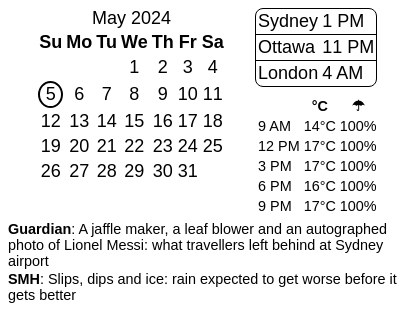 May 2024
Su Mo Tu We Th Fr Sa
1 2 3 4
5 6 7 8 9 10 11
12 13 14 15 16 17 18
19 20 21 22 23 24 25
26 27 28 29 30 31
Sydney 1 PM
Ottawa 11 PM
London 4 AM
°C ☂
9 AM 14°C 100%
12 PM 17°C 100%
3 PM 17°C 100%
6 PM 16°C 100%
9 PM 17°C 100%
Guardian: A jaffle maker, a leaf blower and an autographed
photo of Lionel Messi: what travellers left behind at Sydney
airport
SMH: Slips, dips and ice: rain expected to get worse before it
gets better